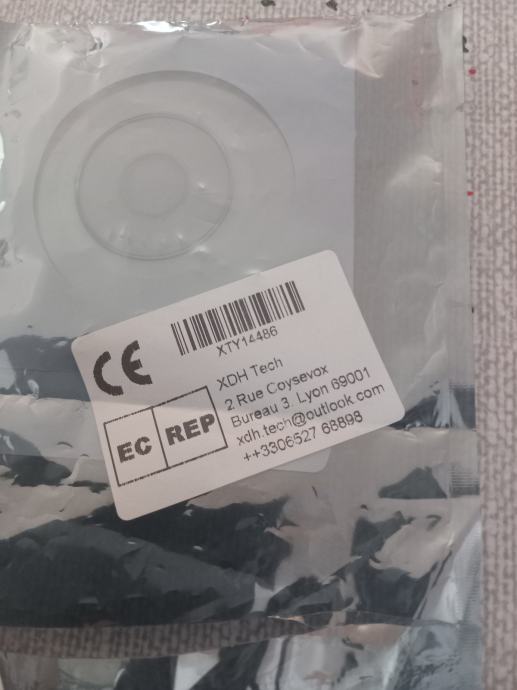 CE
XTY14486
XDH Tech
2 Rue Coysevox
Bureau 3, Lyon 69001
xdh.tech@outlook.com
++3306527 68898
EC REP